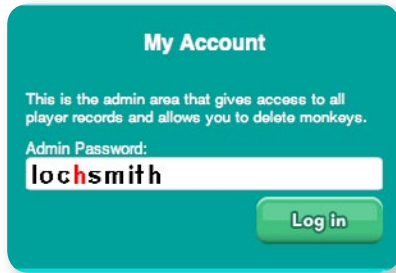 My Account
This is the admin area that gives access to all
player records and allows you to delete monkeys.
Admin Password:
lochsmith
Log in